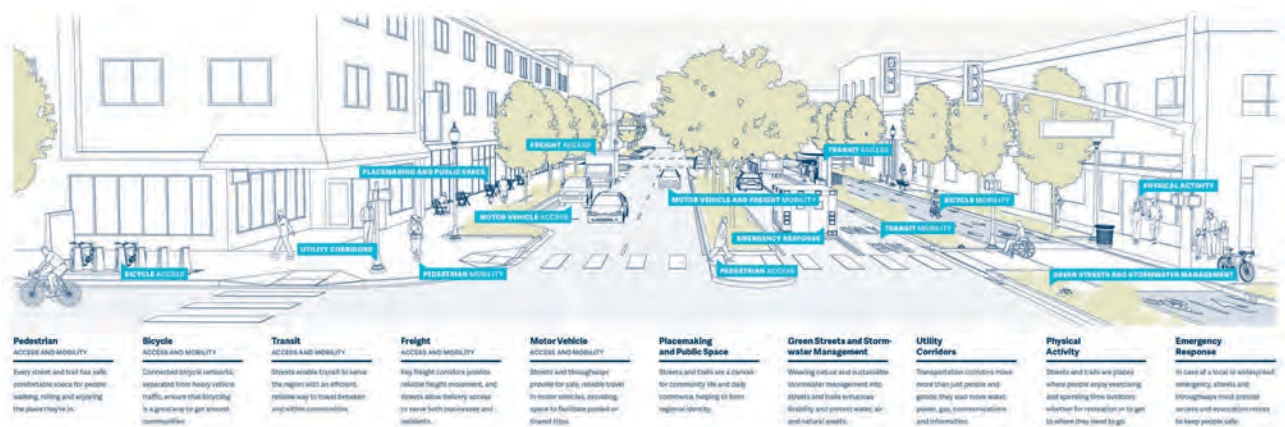 FREIGHT ACCESS
TRANSIT ACCESS
PLACEMAKING AND PUBLIC SPACE
PHYSICAL ACTIVITY
MOTOR VEHICLE AND FREIGHT MOBILITY
BICYCLE MOBILITY
MOTOR VEHICLE ACCESS
TRANSIT MOBILITY
EMERGENCY RESPONSE
UTILITY CORRIDORS
BICYCLE ACCESS
PEDESTRIAN MOBILITY
PEDESTRIAN ACCESS
GREEN STREETS AND STORMWATER MANAGEMENT
Pedestrian
ACCESS AND MOBILITY
Every street and trail has safe,
comfortable space for people
walking, rolling and enjoying
the place they're in.
Bicycle
ACCESS AND MOBILITY
Connected bicycle networks,
separated from heavy vehicle
traffic, ensure that bicycling
is a great way to get around
communities
Transit
ACCESS AND MOBILITY
Streets enable transit to serve
the region with an efficient,
reliable way to travel between
and within communities.
Freight
ACCESS AND MOBILITY
Key freight corridors provide
reliable freight movement, and
streets allow delivery access
to serve both businesses and
residents.
Motor Vehicle
ACCESS AND MOBILITY
Streets and throughways
provide for safe, reliable travel
in motor vehicles, providing
space to facilitate pooled or
shared trips.
Placemaking
and Public Space
Streets and trails are a canvas
for community life and daily
commerce, helping to form
regional identity.
Green Streets and Storm-
water Management
Weaving nature and sustainable
stormwater management into
streets and trails enhances
livability and protect water, air
and natural assets.
Utility
Corridors
Transportation corridors move
more than just people and
goods; they also move water,
power, gas, communications
and information.
Physical
Activity
Streets and trails are places
where people enjoy exercising
and spending time outdoors
whether for recreation or to get
to where they need to go.
Emergency
Response
In case of a local or widespread
emergency, streets and
throughways must provide
access and evacuation routes
to keep people safe.